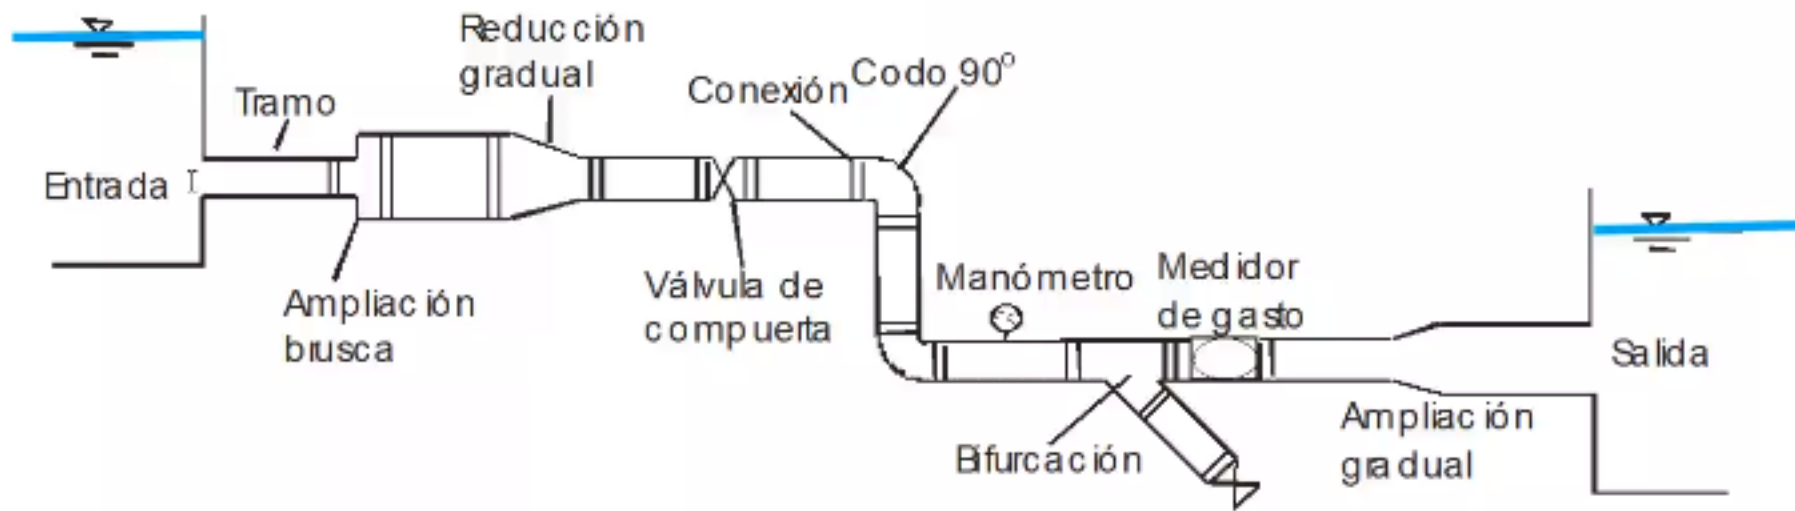 Reducción
gradual
Tramo
Conexión
Codo 90º
Entrada
Ampliación
brusca
Válvula de
compuerta
Manómetro
Medidor
de gasto
Salida
Bifurcación
Ampliación
gradual